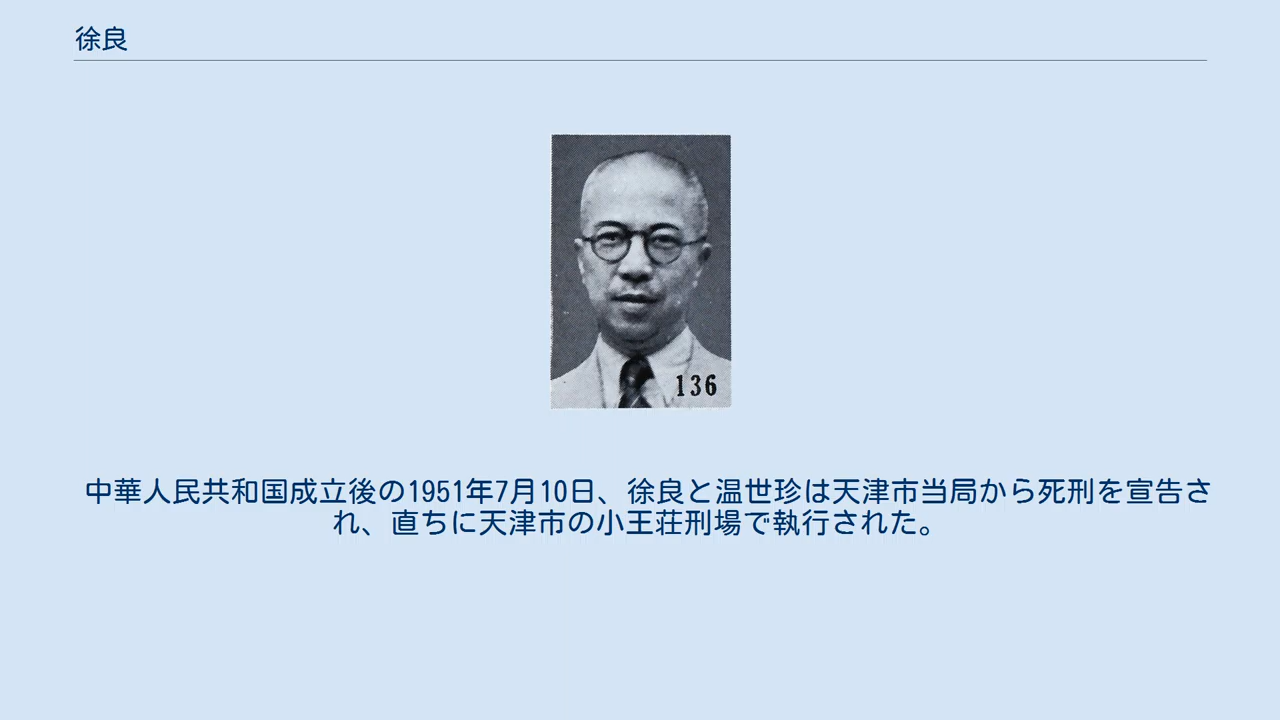 徐良
136
中華人民共和国成立後の1951年7月10日、徐良と温世珍は天津市当局から死刑を宣告さ
れ、直ちに天津市の小王荘刑場で執行された。